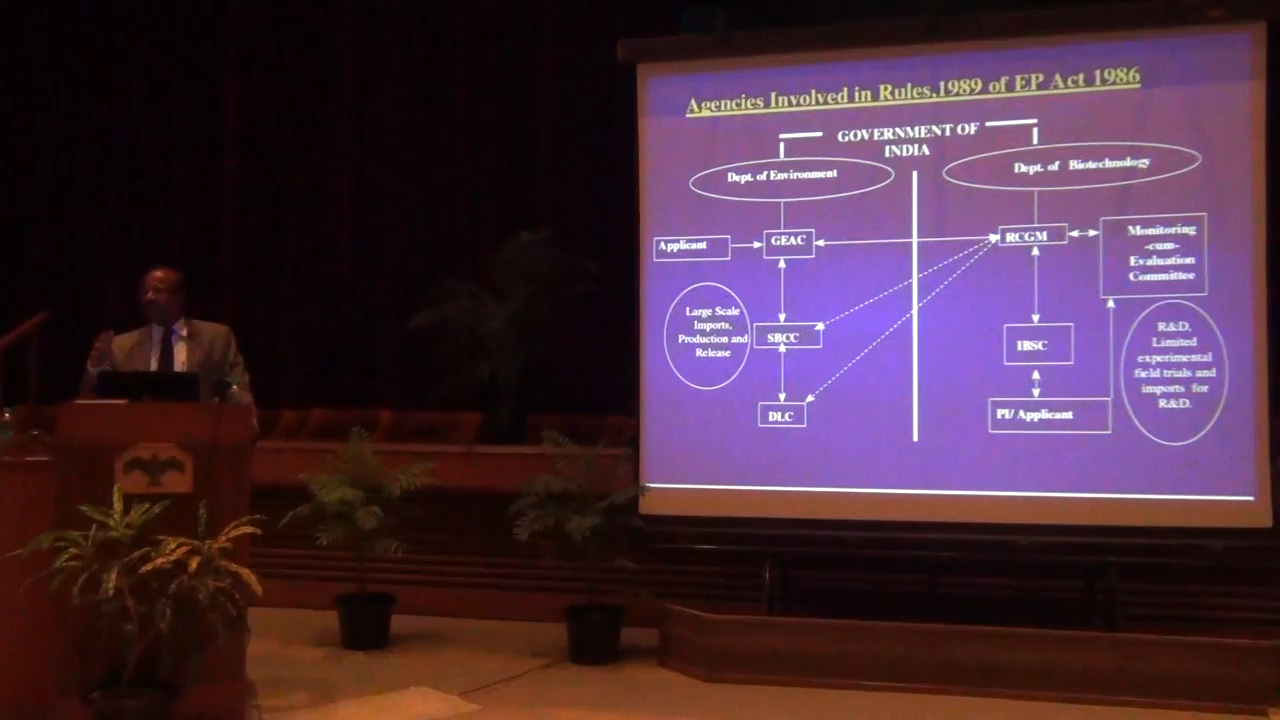 Agencies Involved in Rules,1989 of EP Act 1986
GOVERNMENT OF
INDIA
Dept. of Environment
Dept. of Biotechnology
Applicant
GEAC
RCGM
Monitoring
-cum-
Evaluation
Committee
Large Scale
Imports,
Production and
Release
SBCC
IBSC
R&D,
Limited
experimental
field trials and
imports for
R&D.
DLC
PI/ Applicant